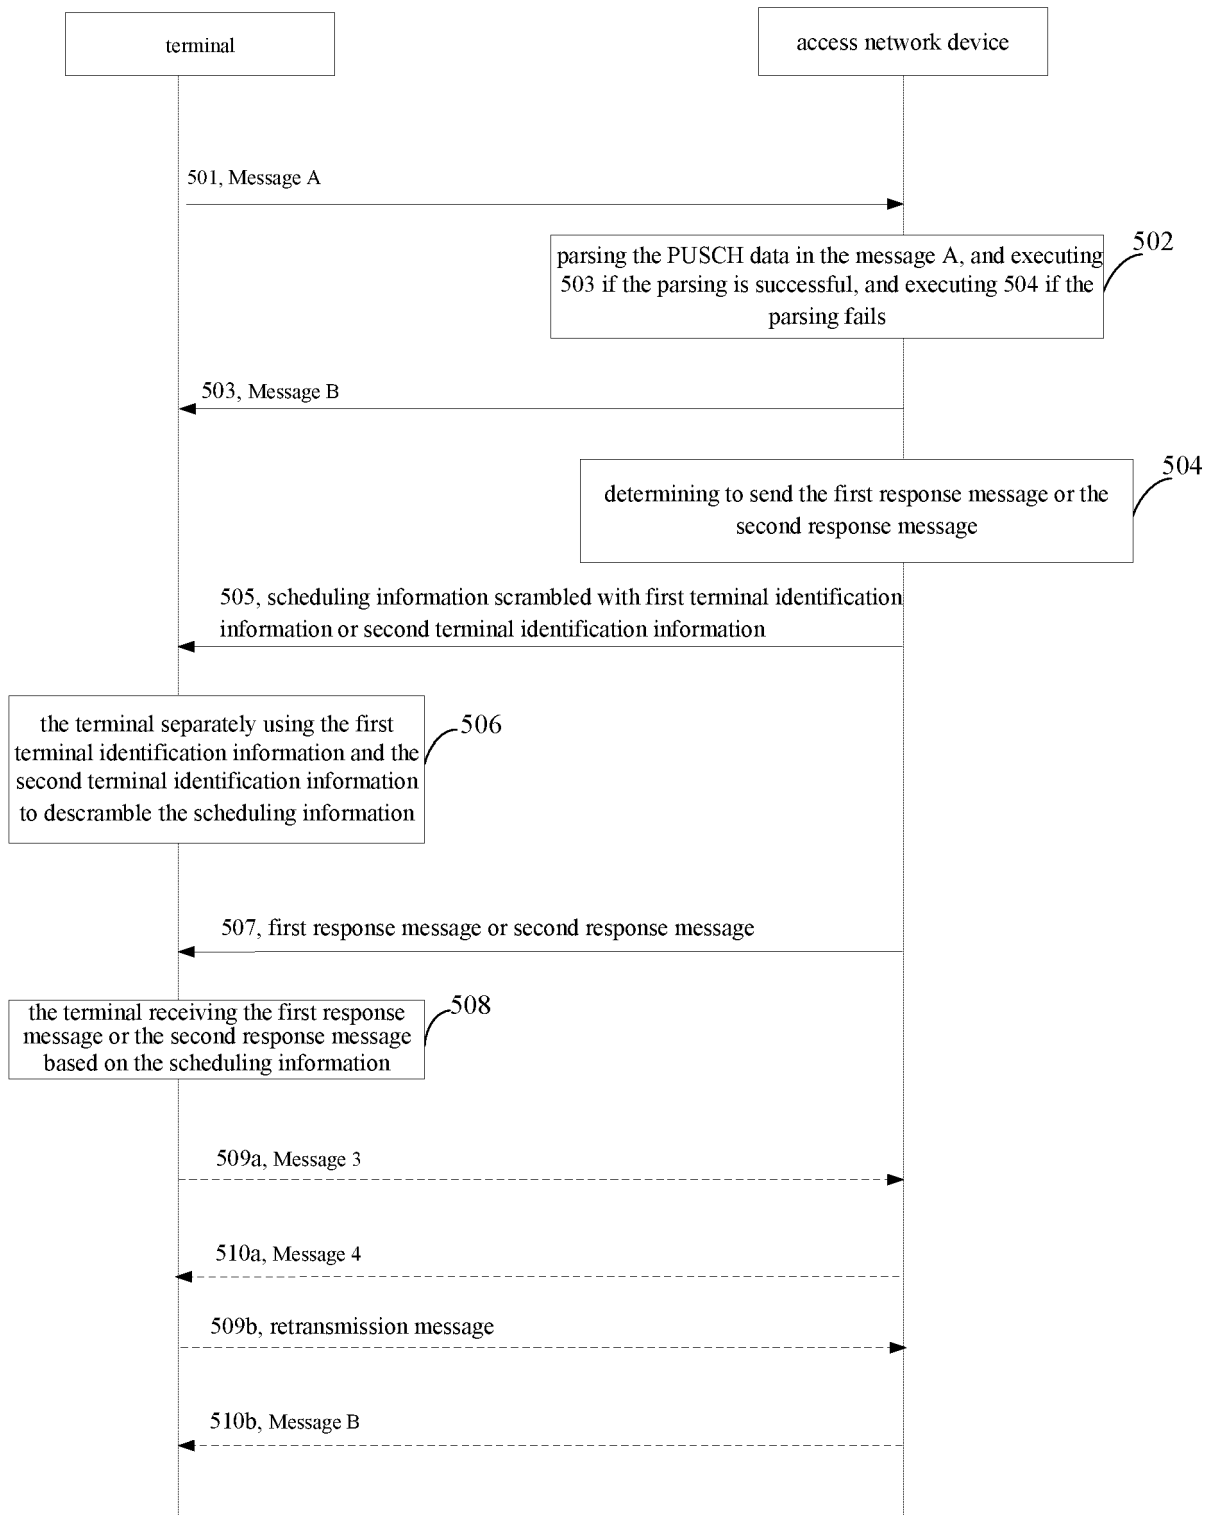 terminal
access network device
501, Message A
502
parsing the PUSCH data in the message A, and executing
503 if the parsing is successful, and executing 504 if the
parsing fails
503, Message B
504
determining to send the first response message or the
second response message
505, scheduling information scrambled with first terminal identification
information or second terminal identification information
506
the terminal separately using the first
terminal identification information and the
second terminal identification information
to descramble the scheduling information
507, first response message or second response message
508
the terminal receiving the first response
message or the second response message
based on the scheduling information
509a, Message 3
510a, Message 4
509b, retransmission message
510b, Message B